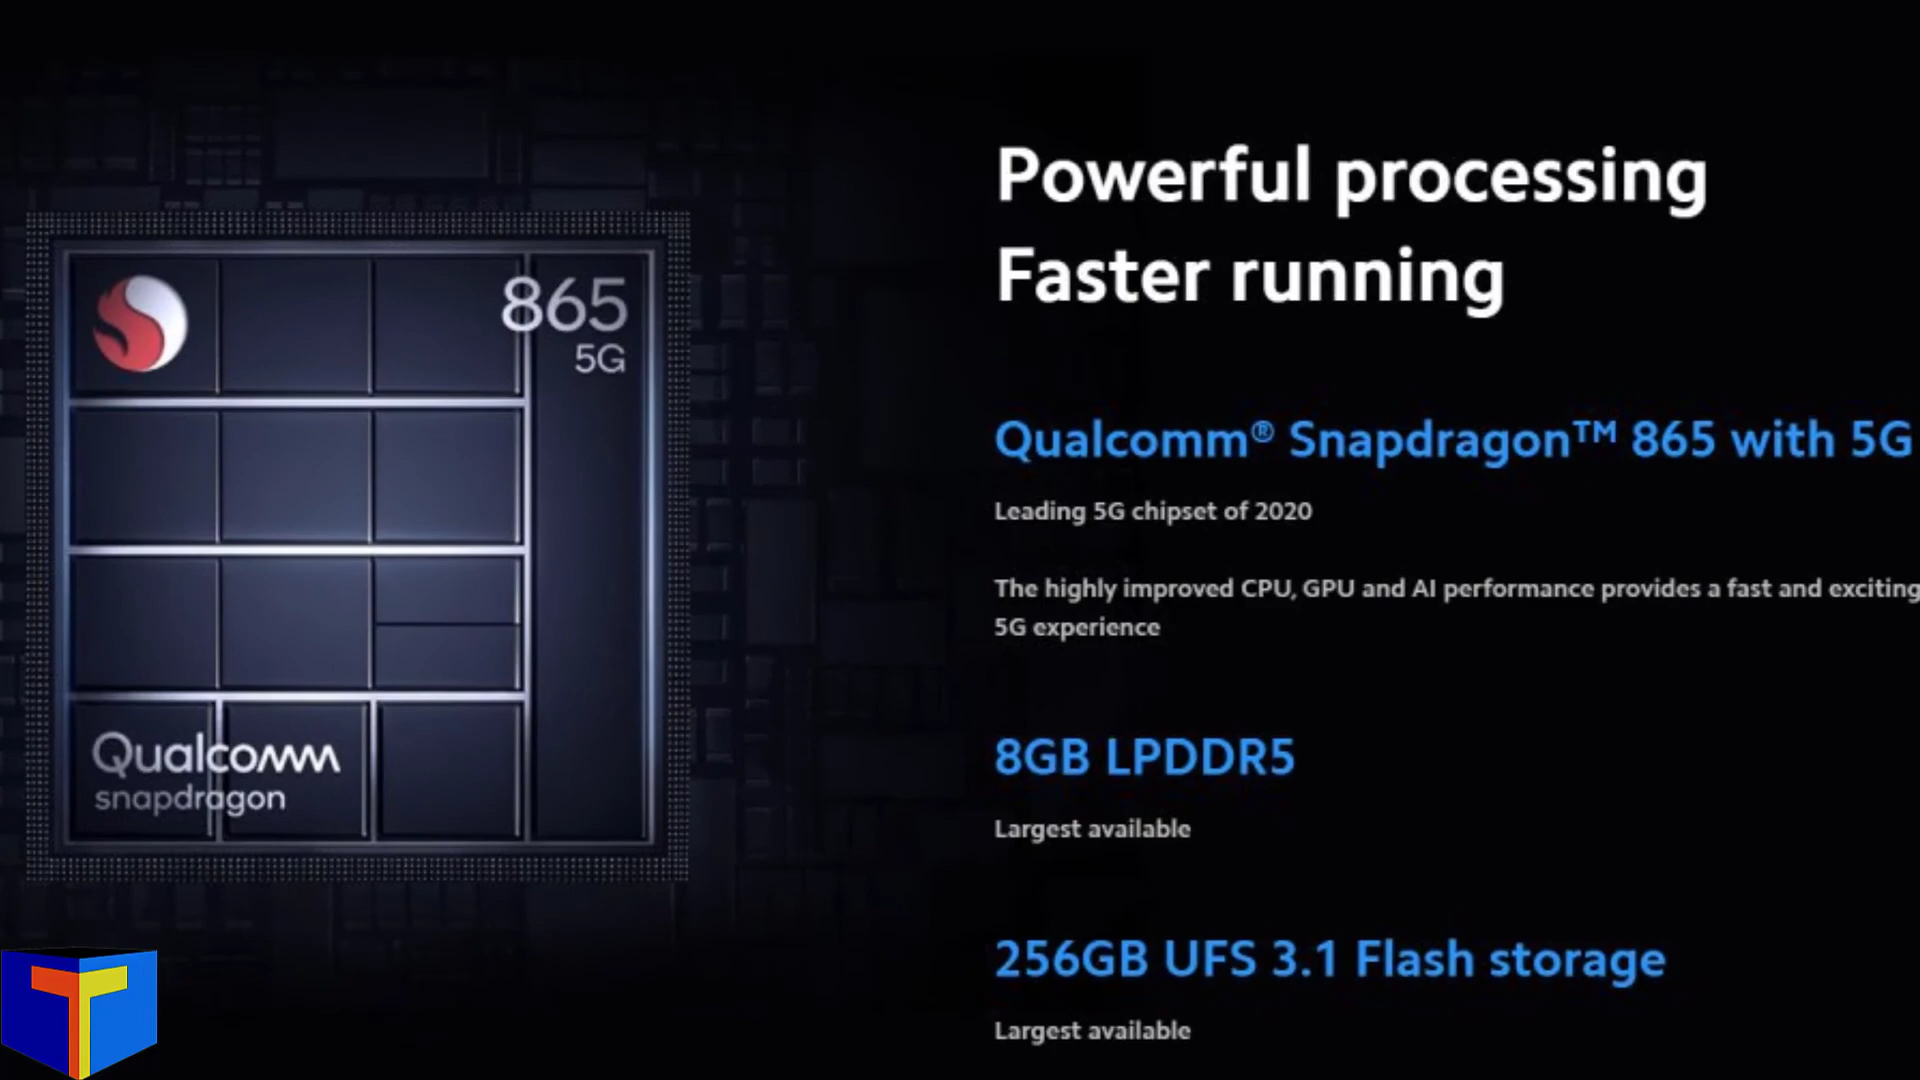 865
5G
Qualcomm
snapdragon
Powerful processing
Faster running
Qualcomm® Snapdragon™ 865 with 5G
Leading 5G chipset of 2020
The highly improved CPU, GPU and AI performance provides a fast and exciting
5G experience
8GB LPDDR5
Largest available
256GB UFS 3.1 Flash storage
Largest available
T